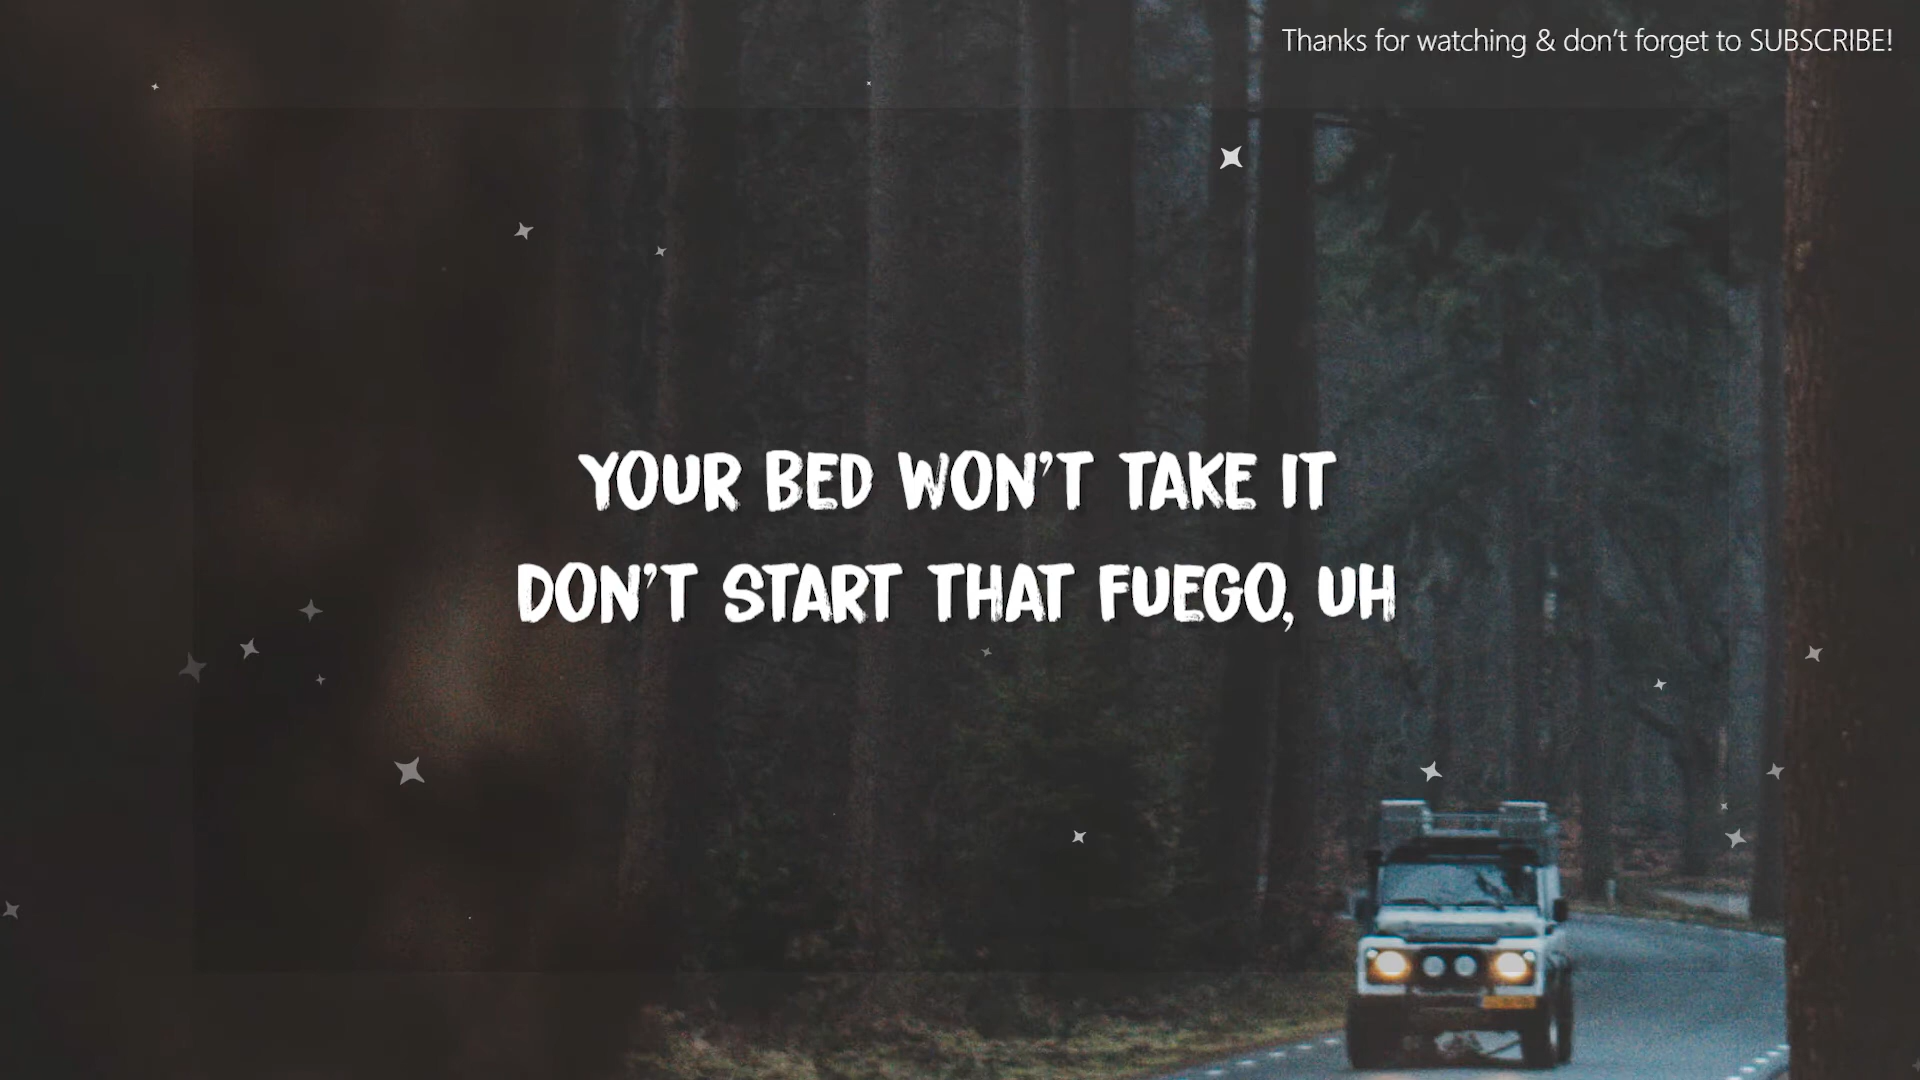 Thanks for watching & don't forget to SUBSCRIBE!
YOUR BED WON'T TAKE IT
DON'T START THAT FUEGO, UH